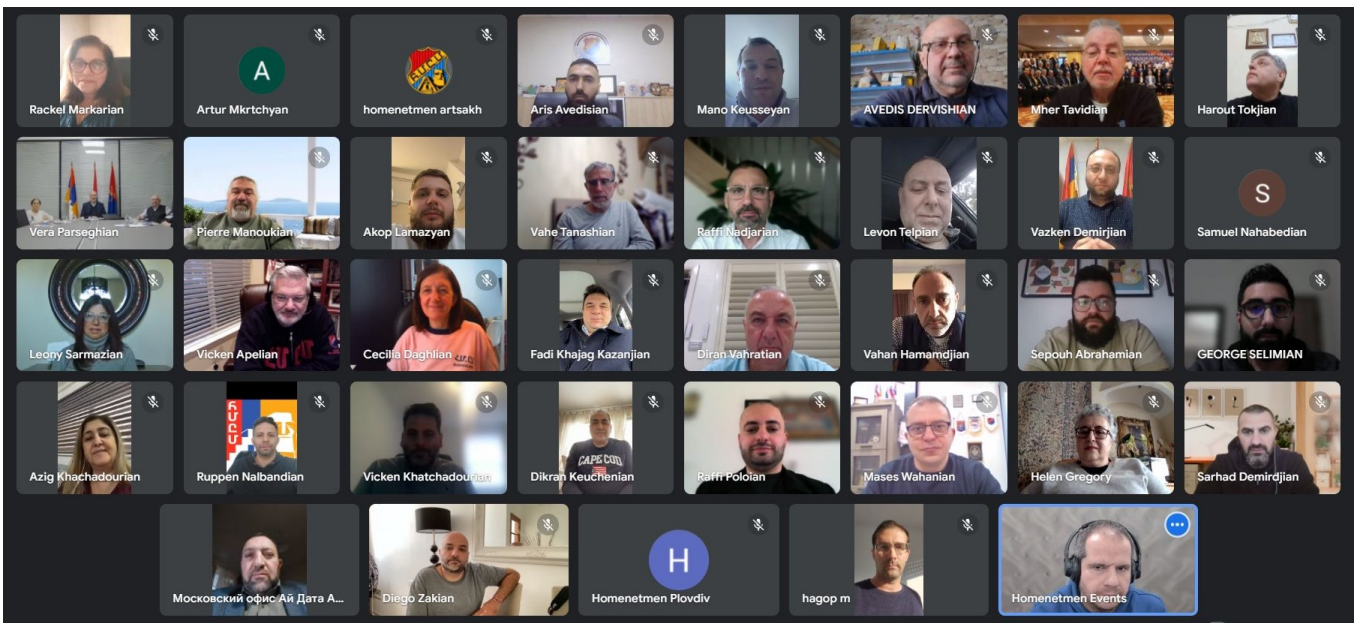 Rackel Markarian
A
Artur Mkrtchyan
homenetmen artsakh
Aris Avedisian
Mano Keusseyan
AVEDIS DERVISHIAN
Mher Tavidian
Harout Tokjian
Vera Parseghian
Pierre Manoukian
Akop Lamazyan
Vahe Tanashian
Raffi Nadjarian
Levon Telpian
Vazken Demirjian
S
Samuel Nahabedian
Leony Sarmazian
Vicken Apelian
Cecilia Daghlian
Fadi Khajag Kazanjian
Diran Vahratian
Vahan Hamamdjian
Sepouh Abrahamian
GEORGE SELIMIAN
Azig Khachadourian
Ruppen Nalbandian
Vicken Khatchadourian
CAPE COD
Dikran Keuchenian
Raffi Poloian
Mases Wahanian
Helen Gregory
Sarhad Demirdjian
Московский офис Ай Дата А...
Diego Zakian
H
Homenetmen Plovdiv
hagop m
Homenetmen Events